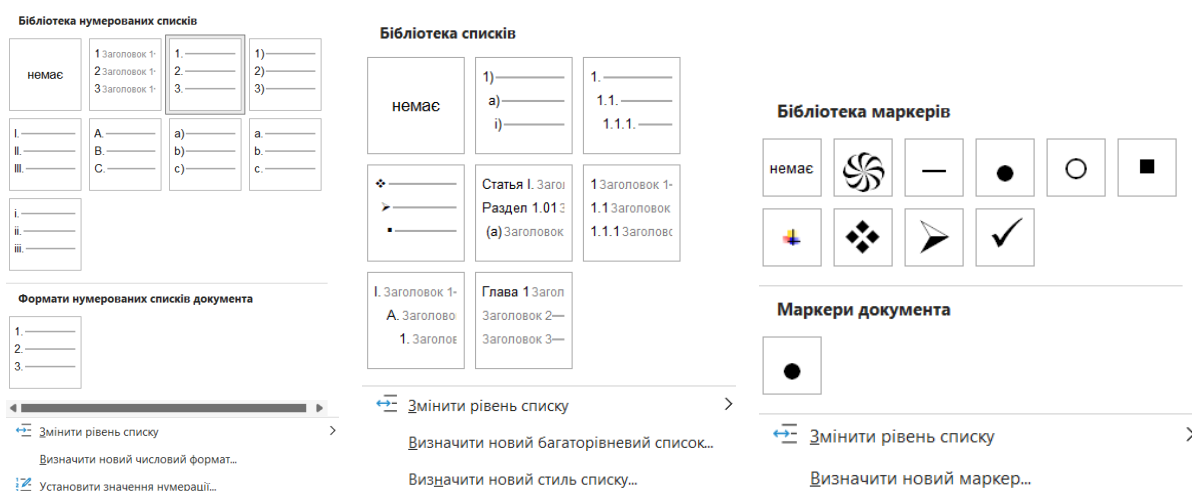 Бібліотека нумерованих списків
немає
1 Заголовок 1-
2 Заголовок 1-
3 Заголовок 1-
1.
2.
3.
1)
2)
3)
I.
II.
III.
A.
B.
C.
a)
b)
c)
a.
b.
c.
i.
ii.
iii.
Формати нумерованих списків документа
1.
2.
3.
Змінити рівень списку
Визначити новий числовий формат...
Установити значення нумерації...
Бібліотека списків
немає
1)
a)
i)
1.
1.1.
1.1.1.
Статья I. Загол
Раздел 1.01 З
(a) Заголовок
1 Заголовок 1-
1.1 Заголовок
1.1.1 Заголовс
I. Заголовок 1-
A. Заголово
1. Заголов
Глава 1 Загол
Заголовок 2—
Заголовок 3—
Змінити рівень списку
Визначити новий багаторівневий список...
Визначити новий стиль списку...
Бібліотека маркерів
немає
Маркери документа
Змінити рівень списку
Визначити новий маркер...